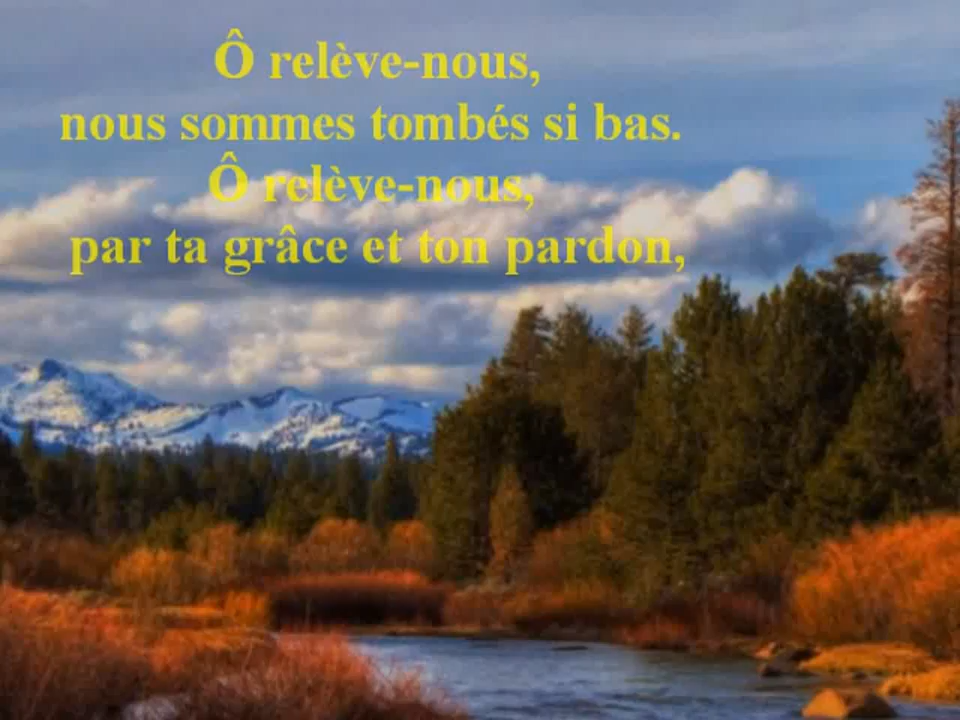 Ô relève-nous,
nous sommes tombés si bas.
Ô relève-nous,
par ta grâce et ton pardon,